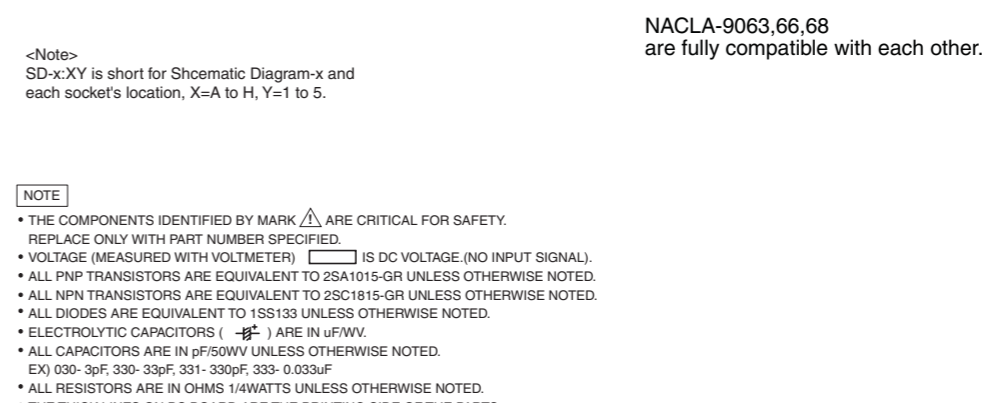 NACLA-9063,66,68
are fully compatible with each other.
<Note>
SD-x:XY is short for Shcematic Diagram-x and
each socket's location, X=A to H, Y=1 to 5.
NOTE
• THE COMPONENTS IDENTIFIED BY MARK ⚠ ARE CRITICAL FOR SAFETY.
REPLACE ONLY WITH PART NUMBER SPECIFIED.
• VOLTAGE (MEASURED WITH VOLTMETER) IS DC VOLTAGE.(NO INPUT SIGNAL).
• ALL PNP TRANSISTORS ARE EQUIVALENT TO 2SA1015-GR UNLESS OTHERWISE NOTED.
• ALL NPN TRANSISTORS ARE EQUIVALENT TO 2SC1815-GR UNLESS OTHERWISE NOTED.
• ALL DIODES ARE EQUIVALENT TO 1SS133 UNLESS OTHERWISE NOTED.
• ELECTROLYTIC CAPACITORS ( ) ARE IN uF/WV.
• ALL CAPACITORS ARE IN pF/50WV UNLESS OTHERWISE NOTED.
EX) 030- 3pF, 330- 33pF, 331- 330pF, 333- 0.033uF
• ALL RESISTORS ARE IN OHMS 1/4WATTS UNLESS OTHERWISE NOTED.